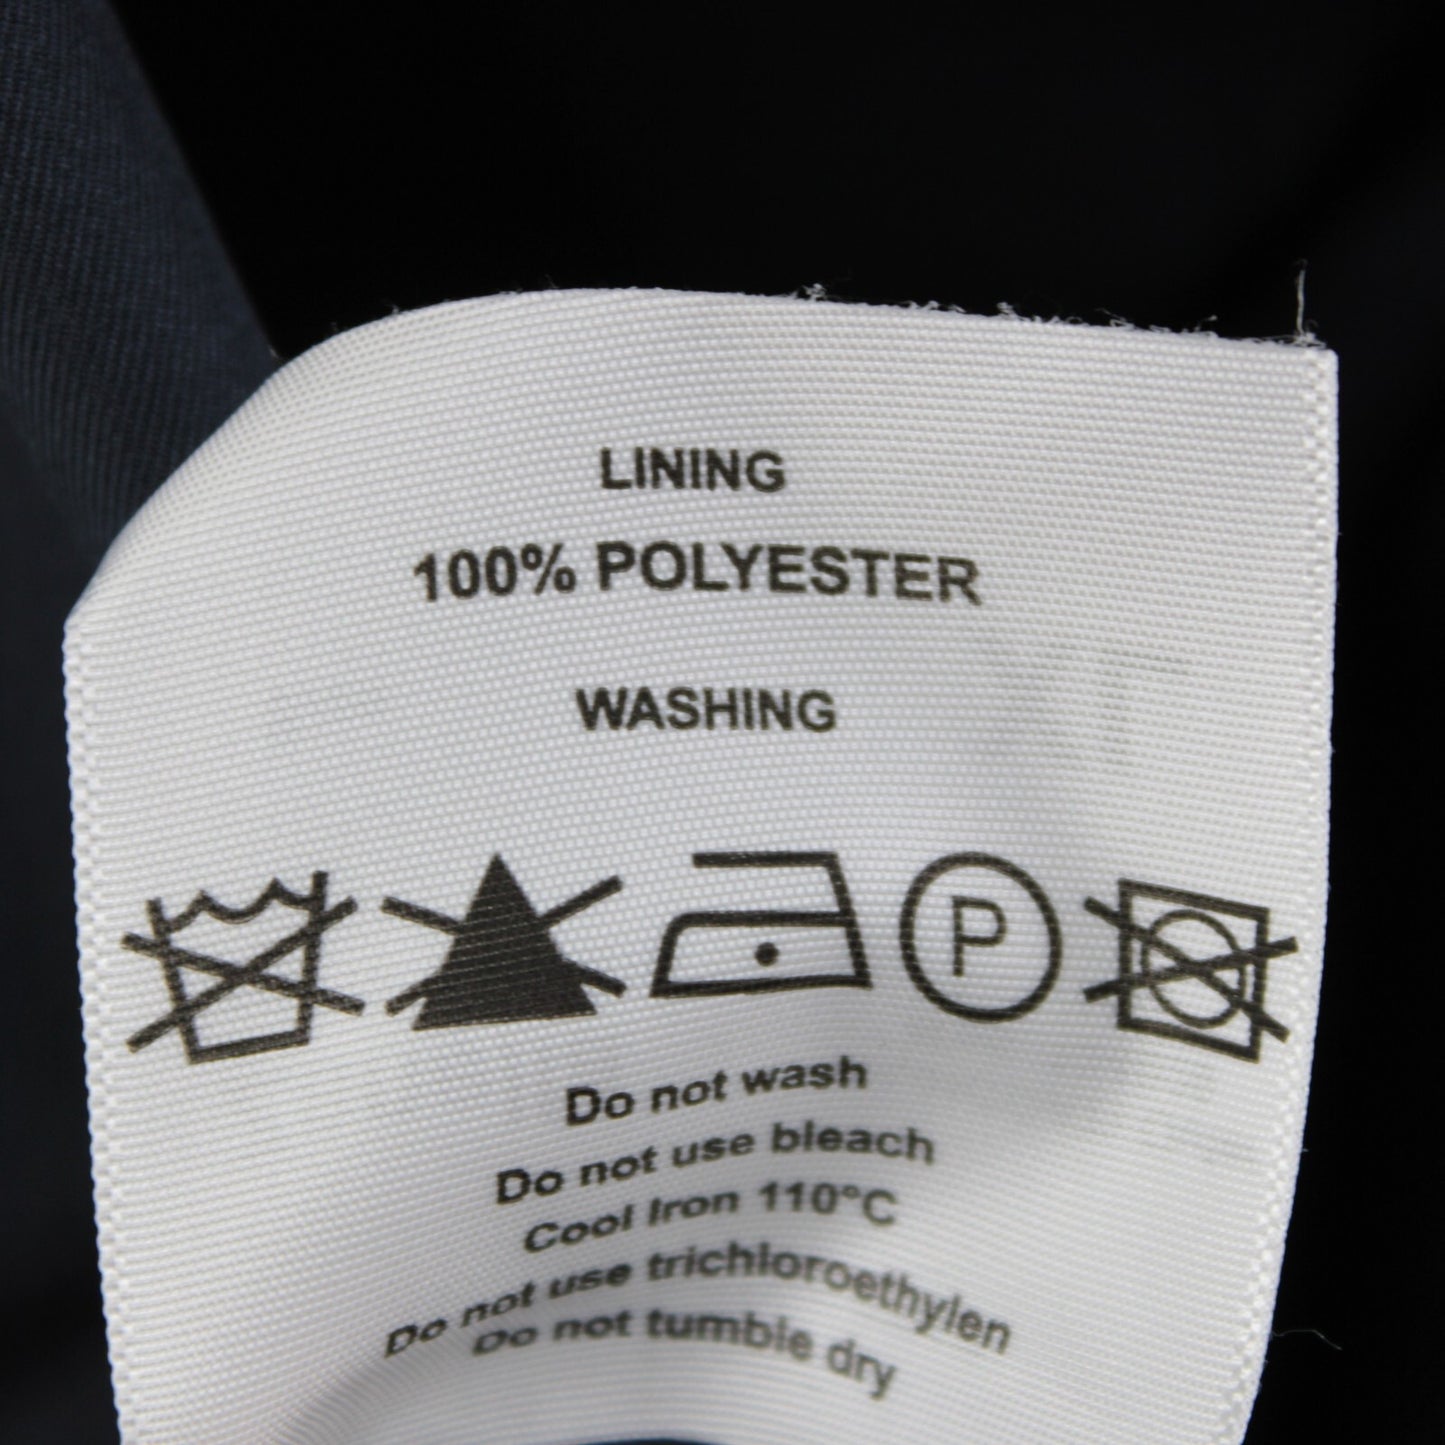 LINING
100% POLYESTER
WASHING
P
Do not wash
Do not use bleach
Cool Iron 110°C
Do not use trichloroethylen
Do not tumble dry